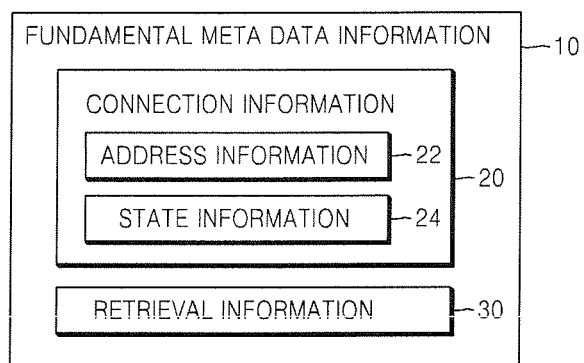 FUNDAMENTAL META DATA INFORMATION 10
CONNECTION INFORMATION
ADDRESS INFORMATION 22
20
STATE INFORMATION 24
RETRIEVAL INFORMATION 30